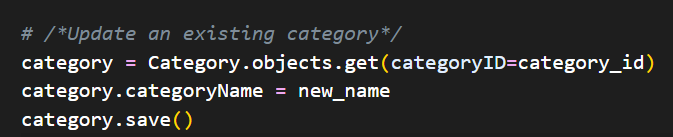 # /*Update an existing category*/
category = Category.objects.get(categoryID=category_id)
category.categoryName = new_name
category.save()